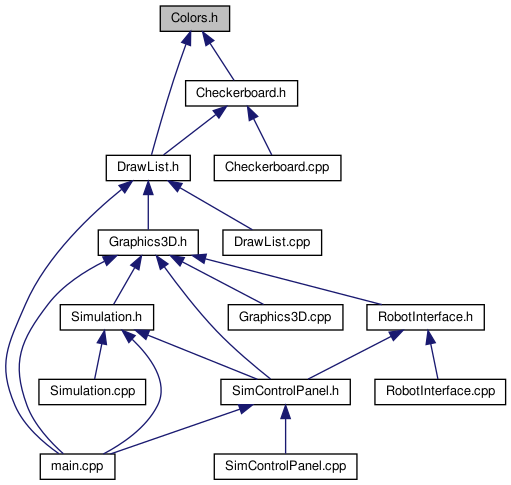 Colors.h
Checkerboard.h
DrawList.h
Checkerboard.cpp
Graphics3D.h
DrawList.cpp
Simulation.h
Graphics3D.cpp
RobotInterface.h
Simulation.cpp
SimControlPanel.h
RobotInterface.cpp
main.cpp
SimControlPanel.cpp